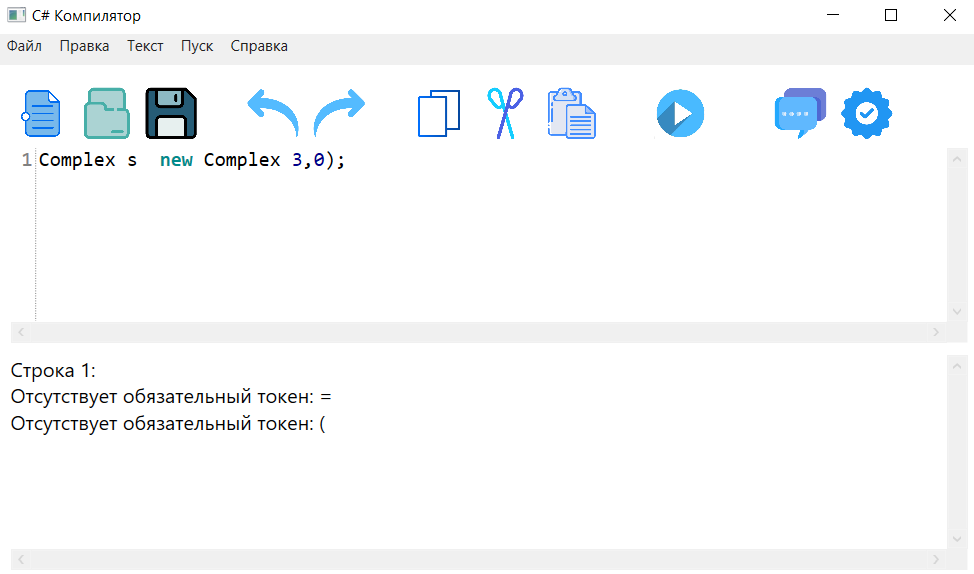 C# Компилятор
Файл Правка Текст Пуск Справка
1 Complex s  new Complex 3,0);
Строка 1:
Отсутствует обязательный токен: =
Отсутствует обязательный токен: (